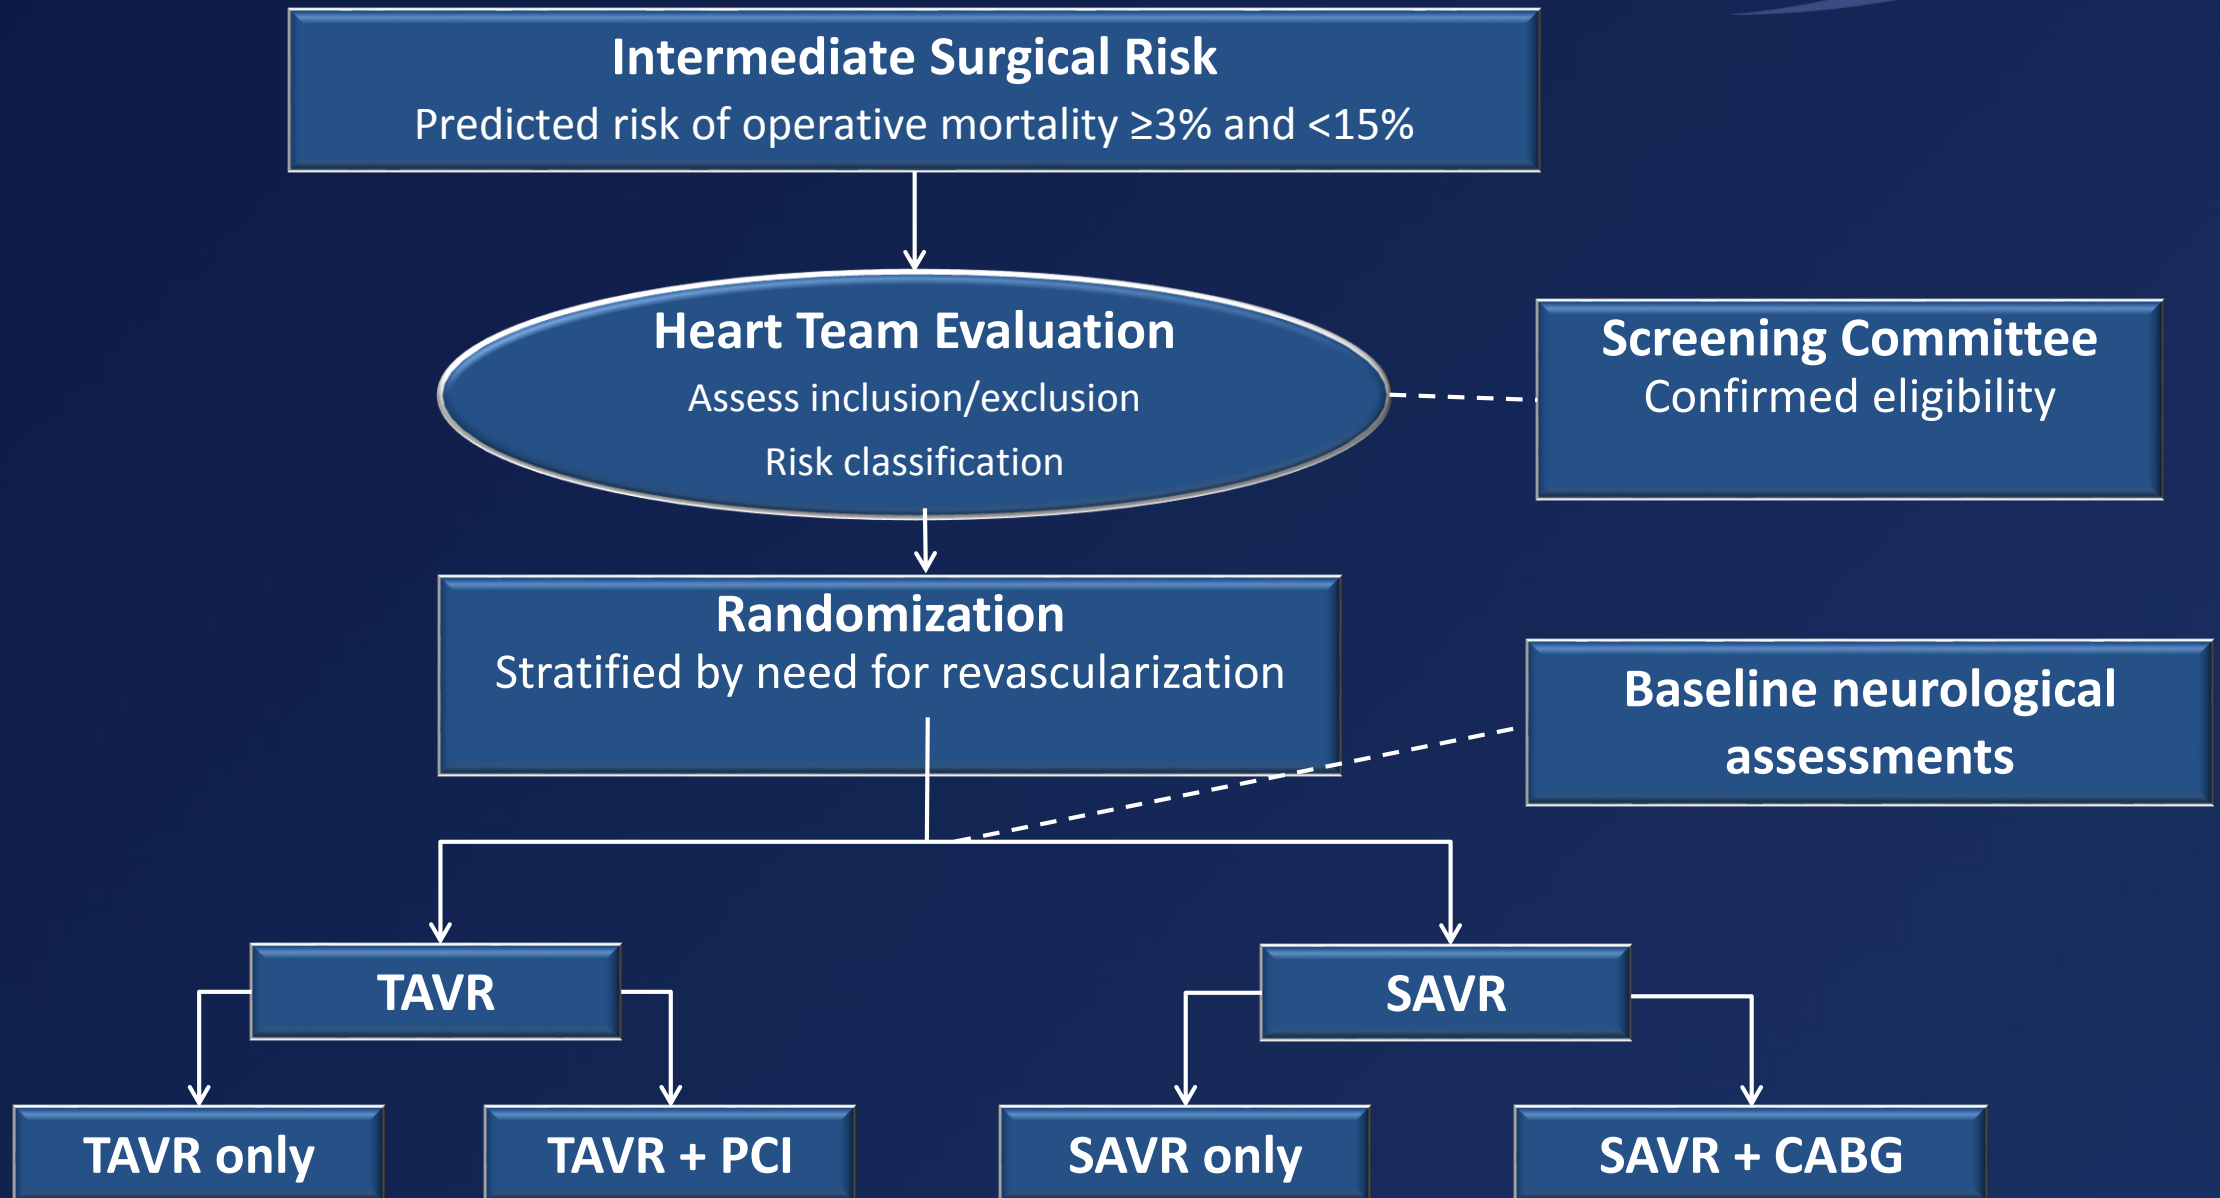 Intermediate Surgical Risk
Predicted risk of operative mortality ≥3% and <15%
Heart Team Evaluation
Assess inclusion/exclusion
Risk classification
Screening Committee
Confirmed eligibility
Randomization
Stratified by need for revascularization
Baseline neurological
assessments
TAVR
SAVR
TAVR only
TAVR + PCI
SAVR only
SAVR + CABG